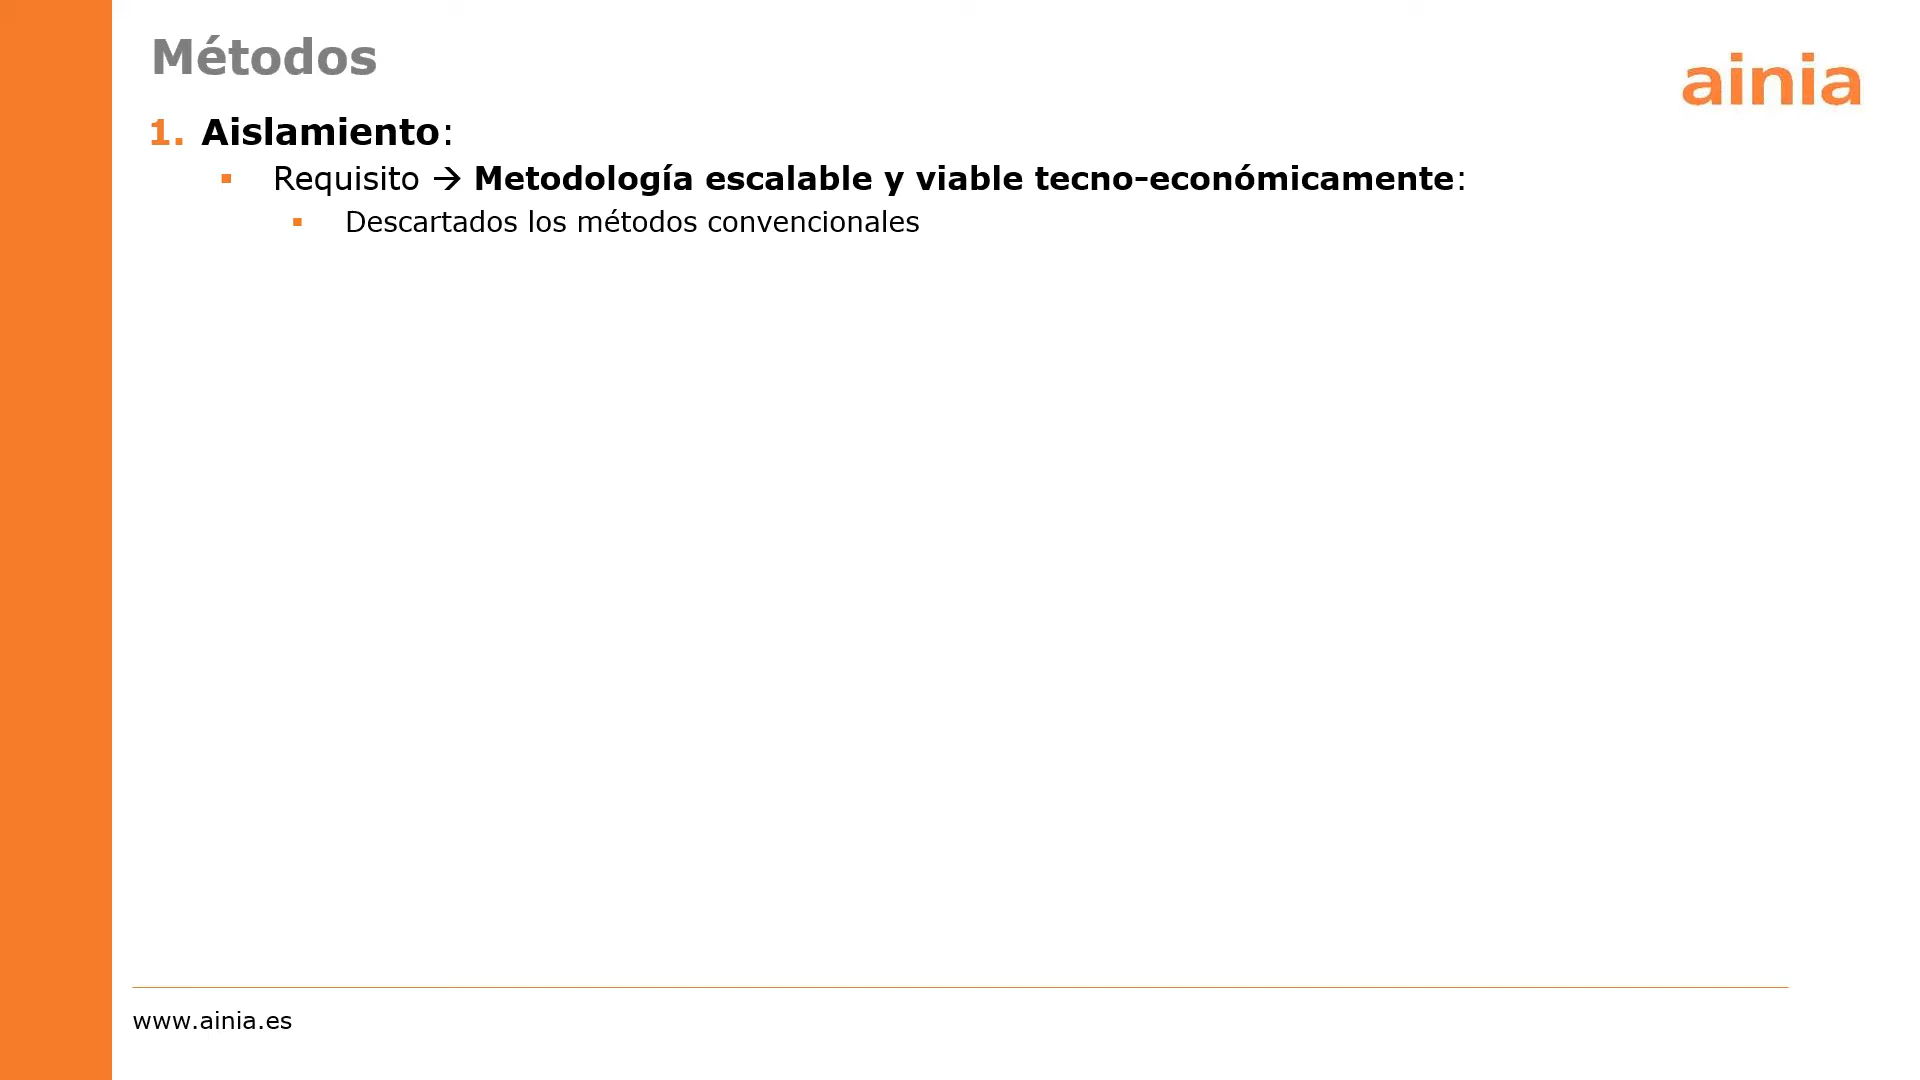 Métodos
ainia
1. Aislamiento:
▪ Requisito → Metodología escalable y viable tecno-económicamente:
▪ Descartados los métodos convencionales
www.ainia.es